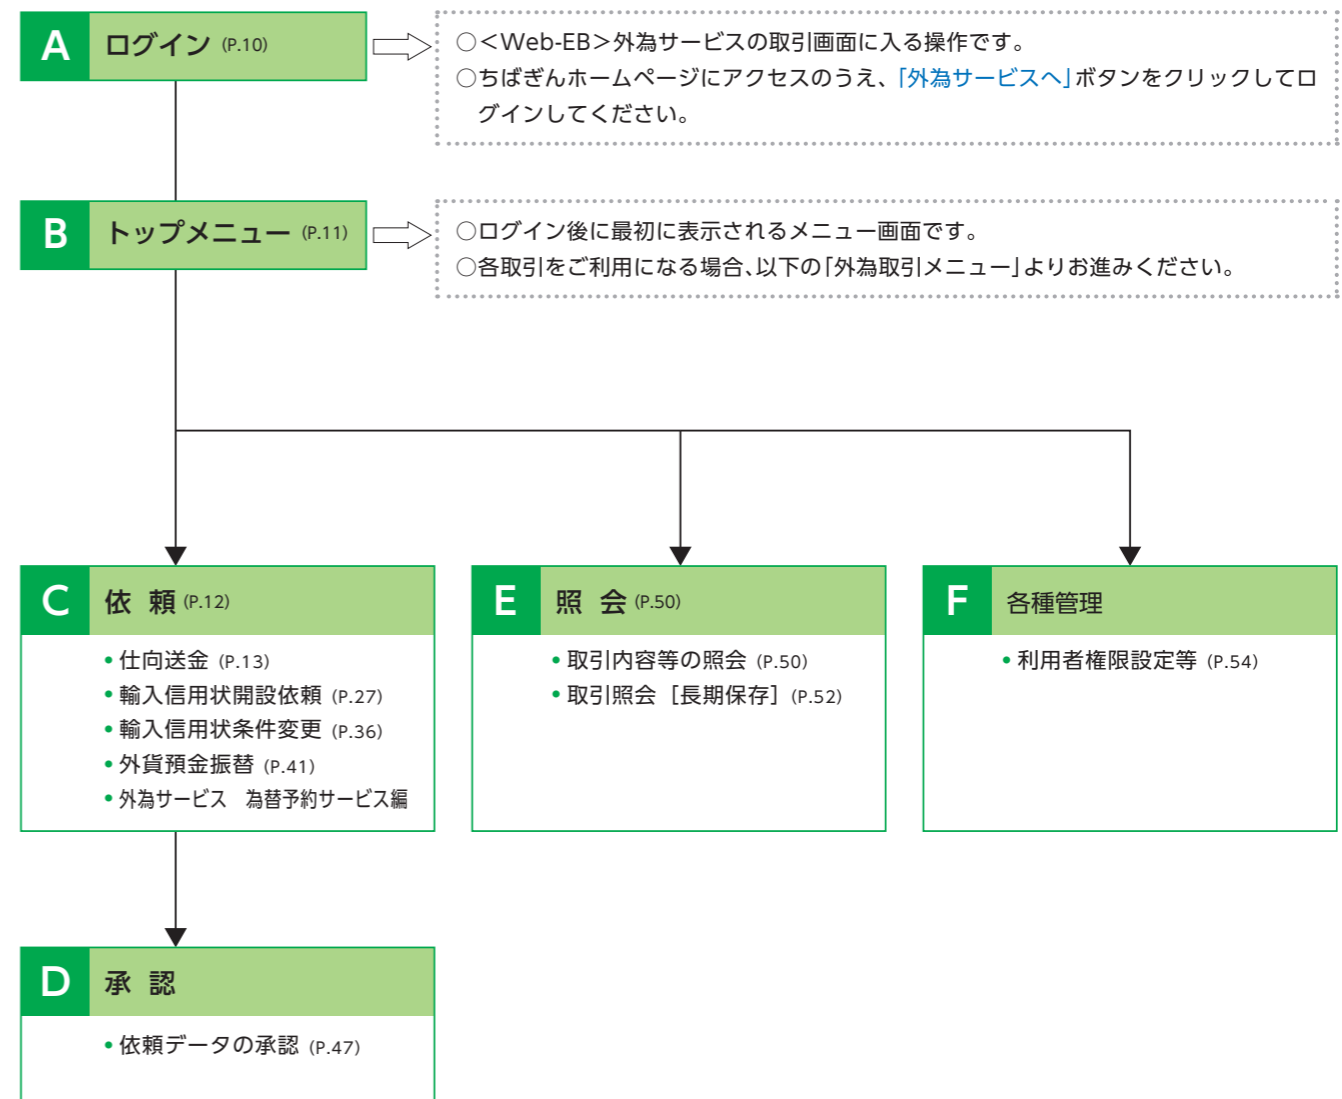 A ログイン (P.10)
○<Web-EB>外為サービスの取引画面に入る操作です。
○ちばぎんホームページにアクセスのうえ、「外為サービスへ」ボタンをクリックしてロ
グインしてください。
B トップメニュー (P.11)
○ログイン後に最初に表示されるメニュー画面です。
○各取引をご利用になる場合、以下の「外為取引メニュー」よりお進みください。
C 依 頼 (P.12)
• 仕向送金 (P.13)
• 輸入信用状開設依頼 (P.27)
• 輸入信用状条件変更 (P.36)
• 外貨預金振替 (P.41)
• 外為サービス　為替予約サービス編
E 照 会 (P.50)
• 取引内容等の照会 (P.50)
• 取引照会［長期保存］(P.52)
F 各種管理
• 利用者権限設定等 (P.54)
D 承 認
• 依頼データの承認 (P.47)